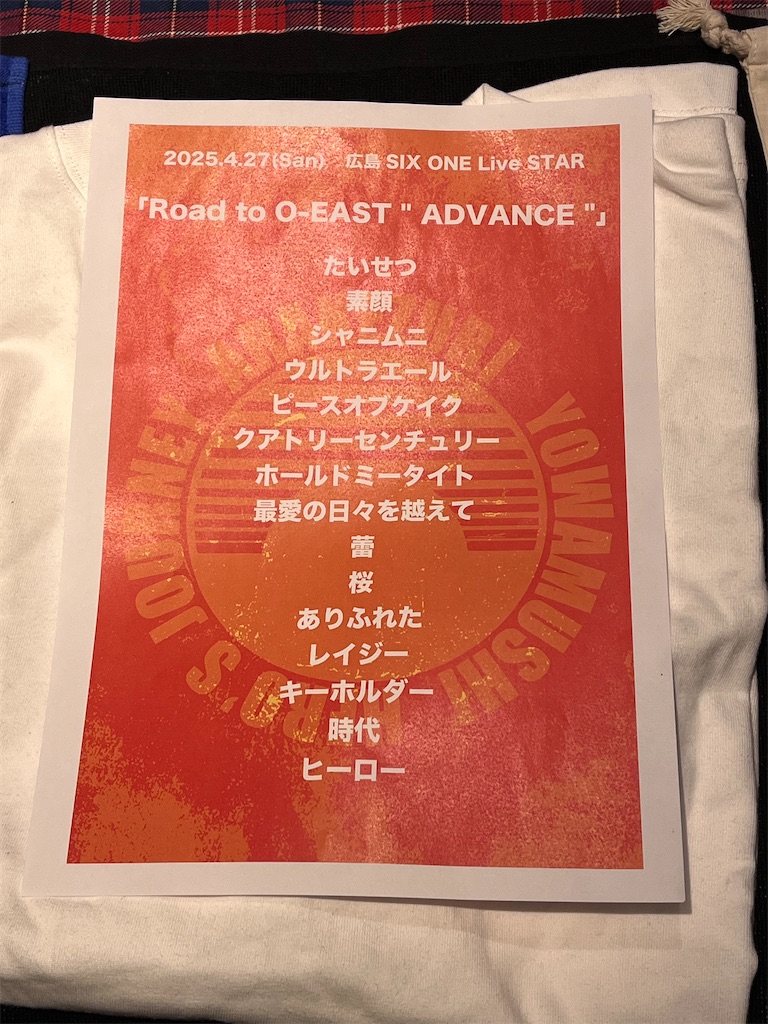 2025.4.27(San) 広島 SIX ONE Live STAR
「Road to O-EAST " ADVANCE "」
たいせつ
素顔
シャニムニ
ウルトラエール
ピースオブケイク
クアトリーセンチュリー
ホールドミータイト
最愛の日々を越えて
蕾
桜
ありふれた
レイジー
キーホルダー
時代
ヒーロー
YOWAMUSHI
JOURNEY